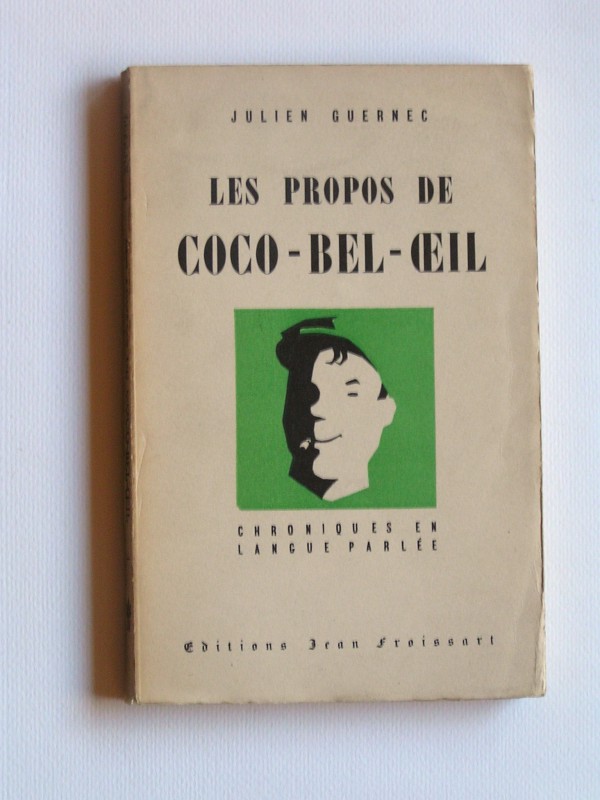 JULIEN GUERNEC
LES PROPOS DE
COCO-BEL-ŒIL
CHRONIQUES EN
LANGUE PARLÉE
Editions Jean Froissart